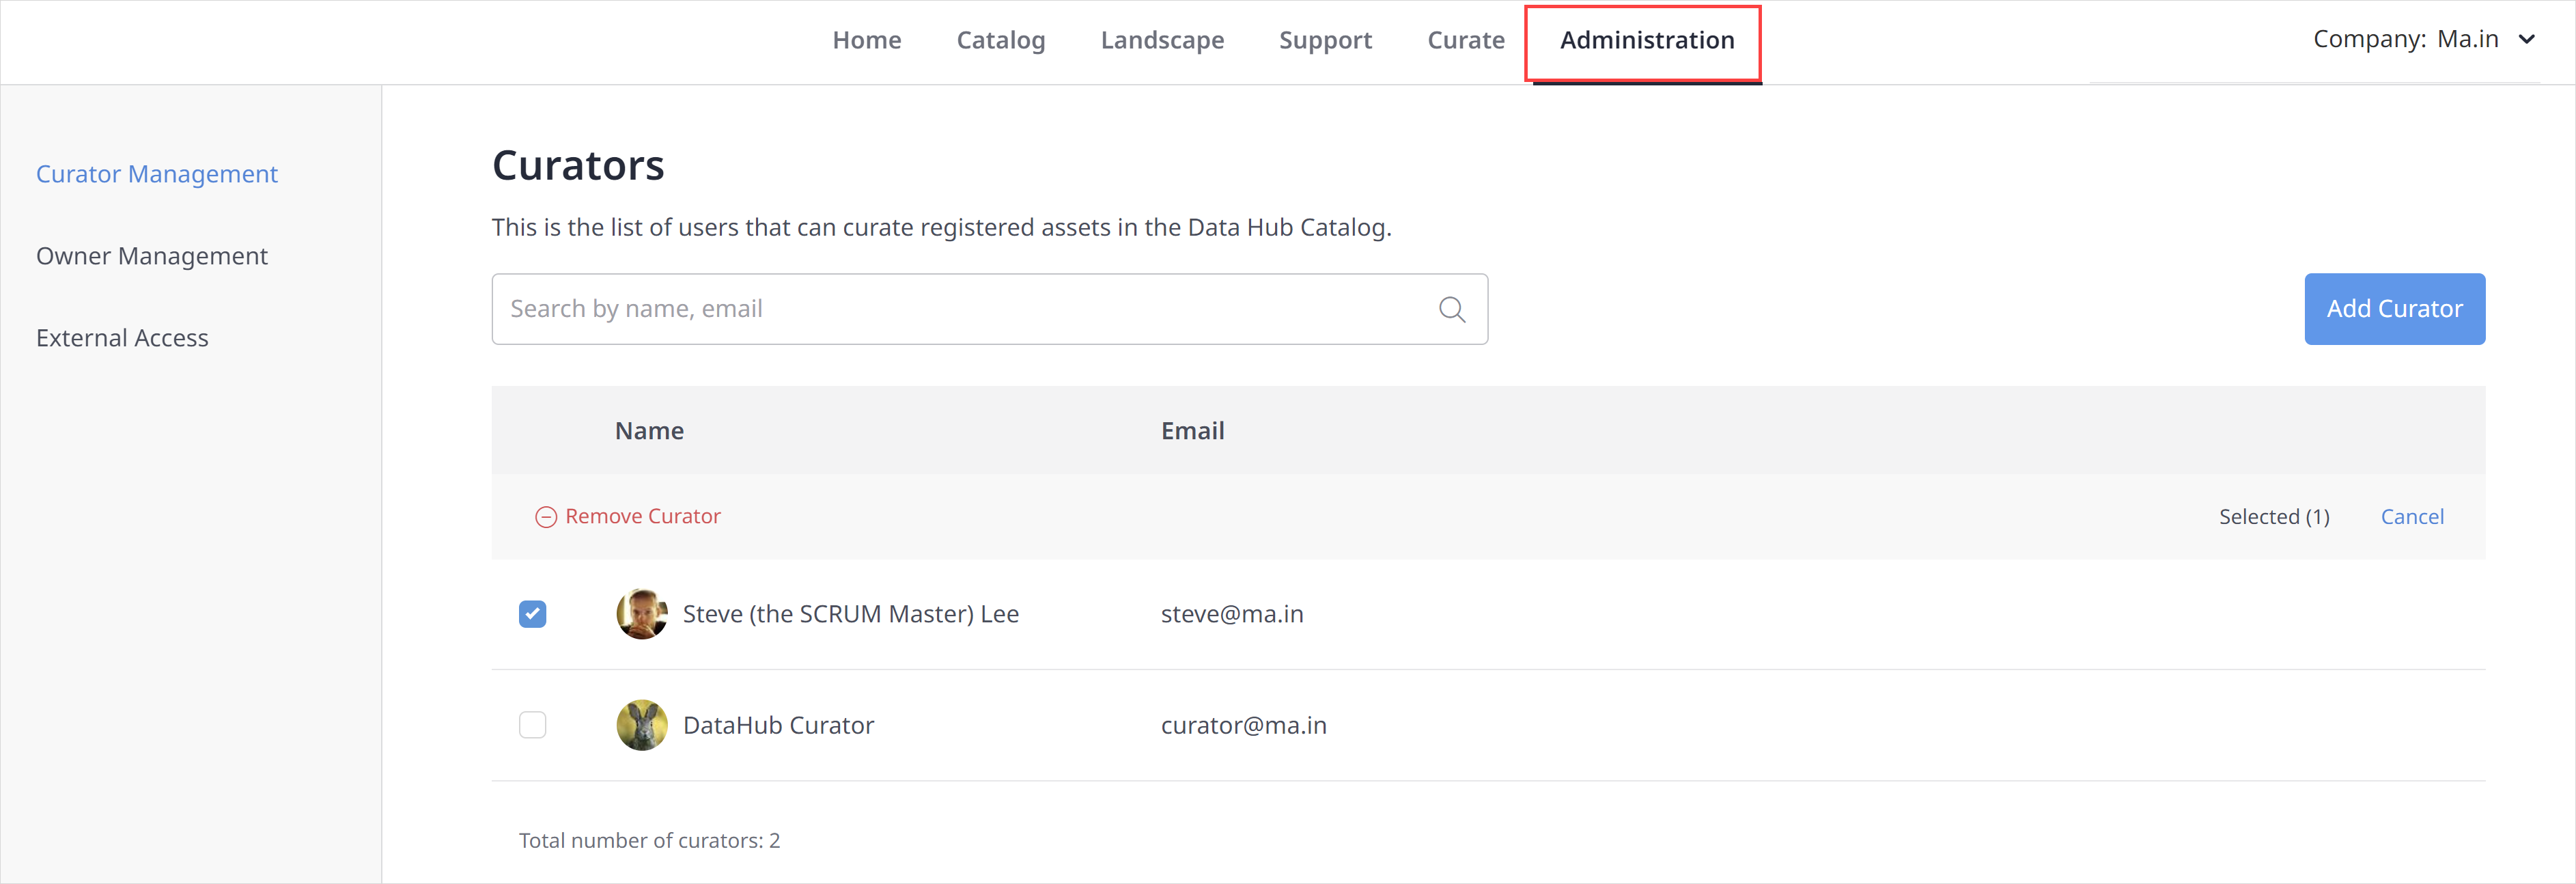 Home Catalog Landscape Support Curate Administration Company: Ma.in
Curator Management
Owner Management
External Access
Curators
This is the list of users that can curate registered assets in the Data Hub Catalog.
Search by name, email
Add Curator
Name Email
Remove Curator Selected (1) Cancel
Steve (the SCRUM Master) Lee steve@ma.in
DataHub Curator curator@ma.in
Total number of curators: 2